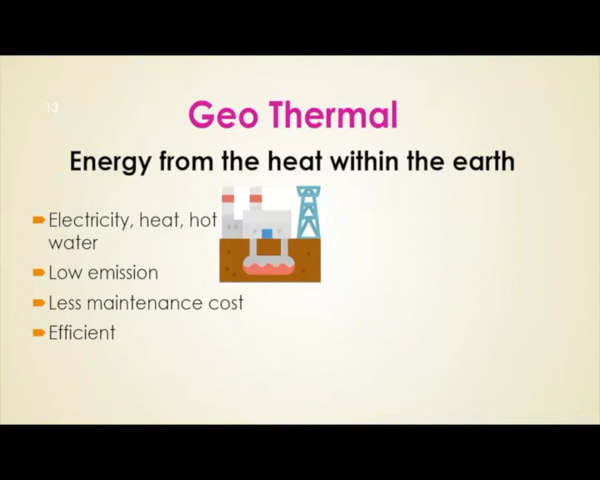 13
Geo Thermal
Energy from the heat within the earth
Electricity, heat, hot
water
Low emission
Less maintenance cost
Efficient